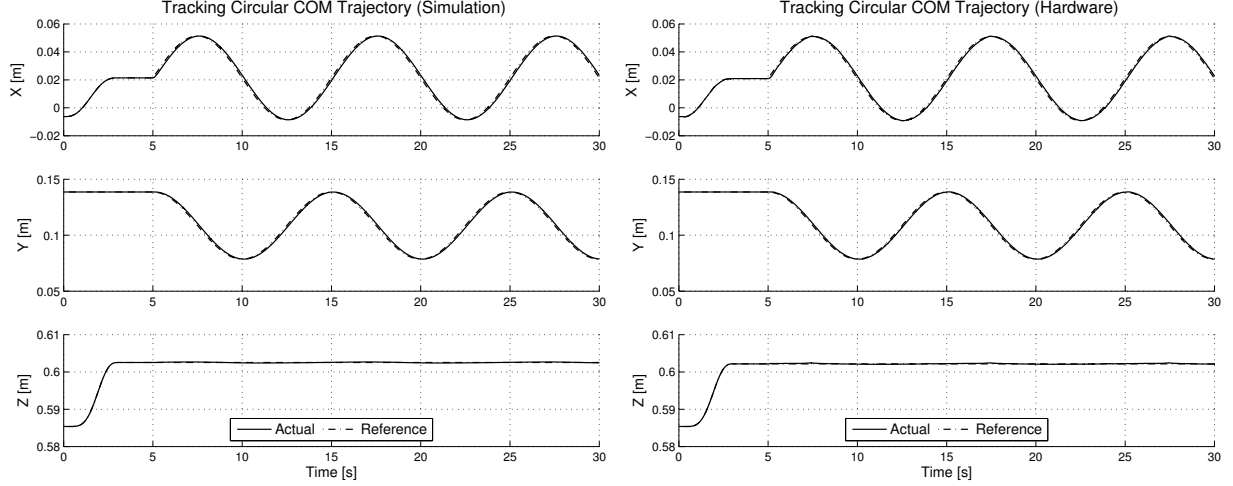 Tracking Circular COM Trajectory (Simulation)
0.06
0.04
0.02
0
−0.02
X [m]
0 5 10 15 20 25 30
0.15
0.1
0.05
Y [m]
0 5 10 15 20 25 30
0.61
0.6
0.59
0.58
Z [m]
Actual Reference
0 5 10 15 20 25 30
Time [s]
Tracking Circular COM Trajectory (Hardware)
0.06
0.04
0.02
0
−0.02
X [m]
0 5 10 15 20 25 30
0.15
0.1
0.05
Y [m]
0 5 10 15 20 25 30
0.61
0.6
0.59
0.58
Z [m]
Actual Reference
0 5 10 15 20 25 30
Time [s]